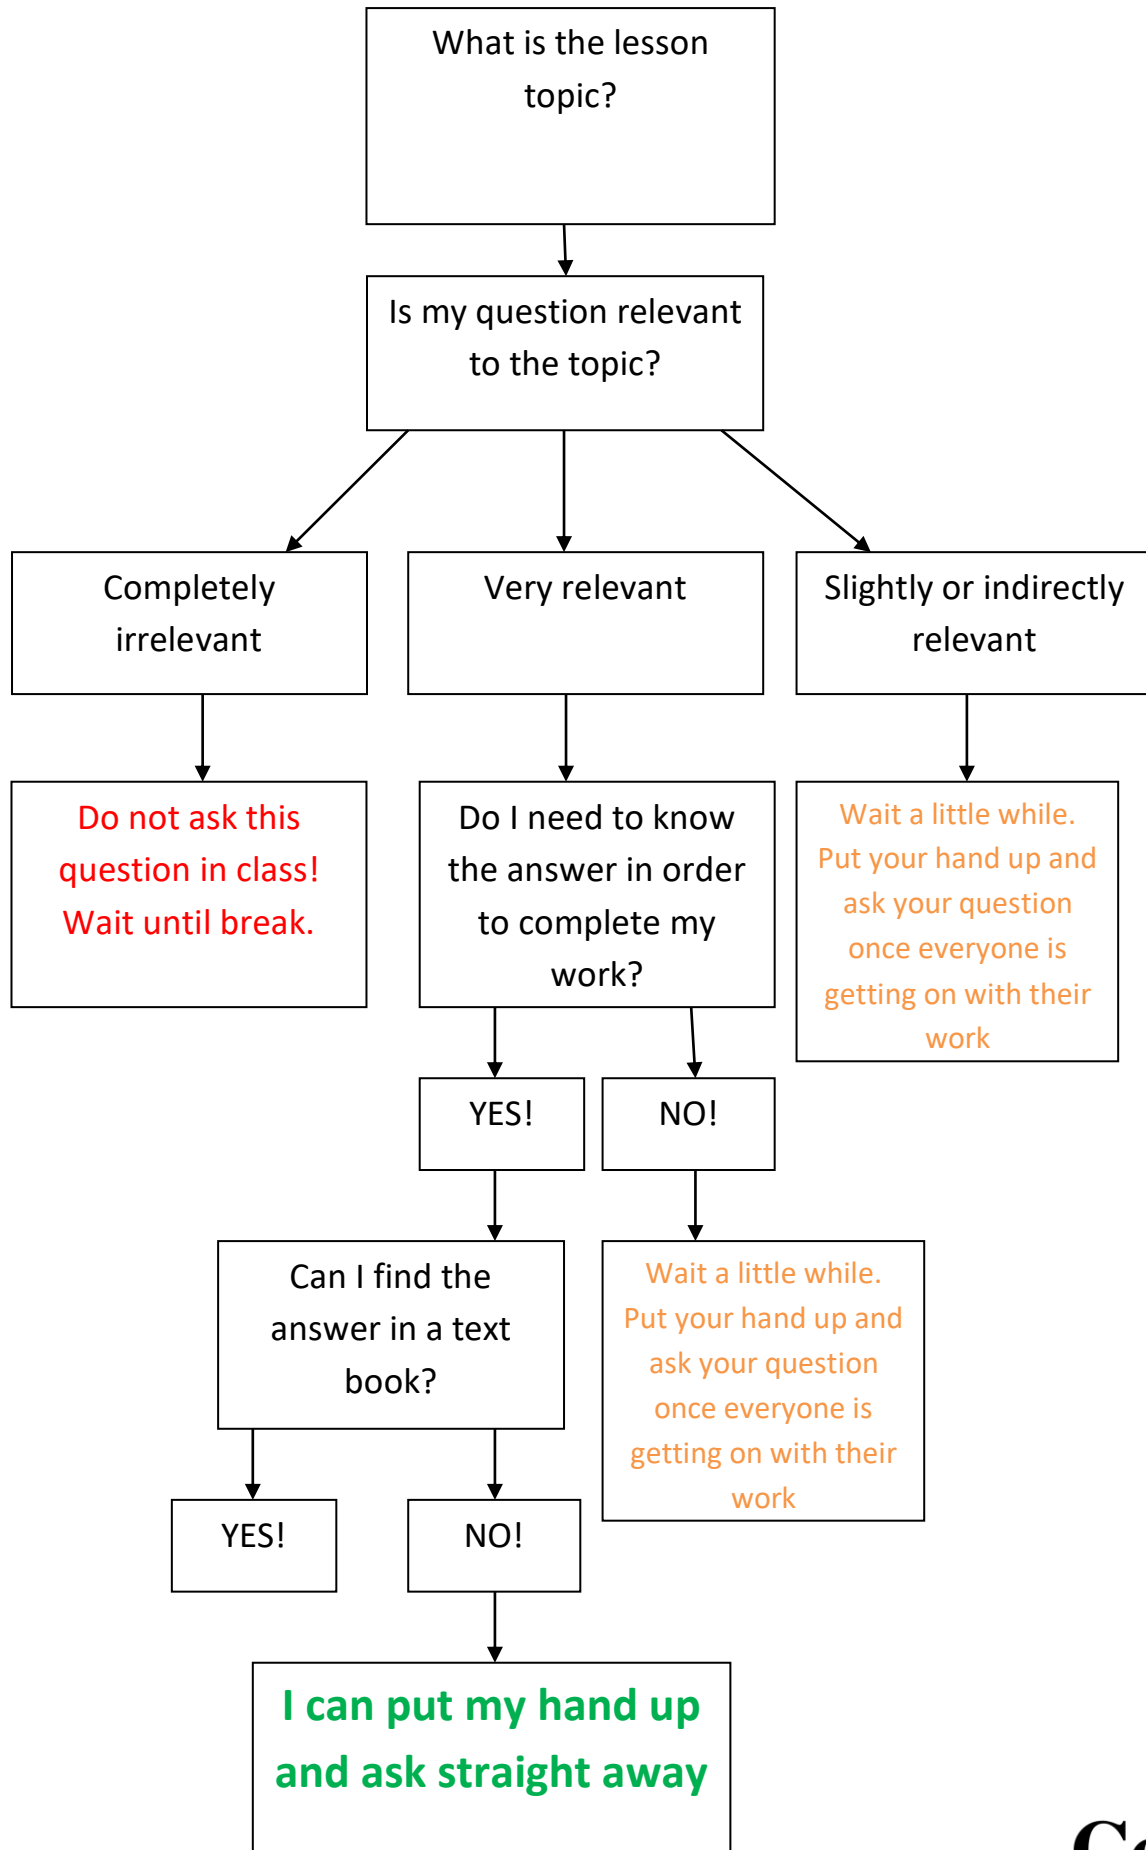 What is the lesson
topic?
Is my question relevant
to the topic?
Completely
irrelevant
Very relevant
Slightly or indirectly
relevant
Do not ask this
question in class!
Wait until break.
Do I need to know
the answer in order
to complete my
work?
Wait a little while.
Put your hand up and
ask your question
once everyone is
getting on with their
work
YES!
NO!
Can I find the
answer in a text
book?
Wait a little while.
Put your hand up and
ask your question
once everyone is
getting on with their
work
YES!
NO!
I can put my hand up
and ask straight away